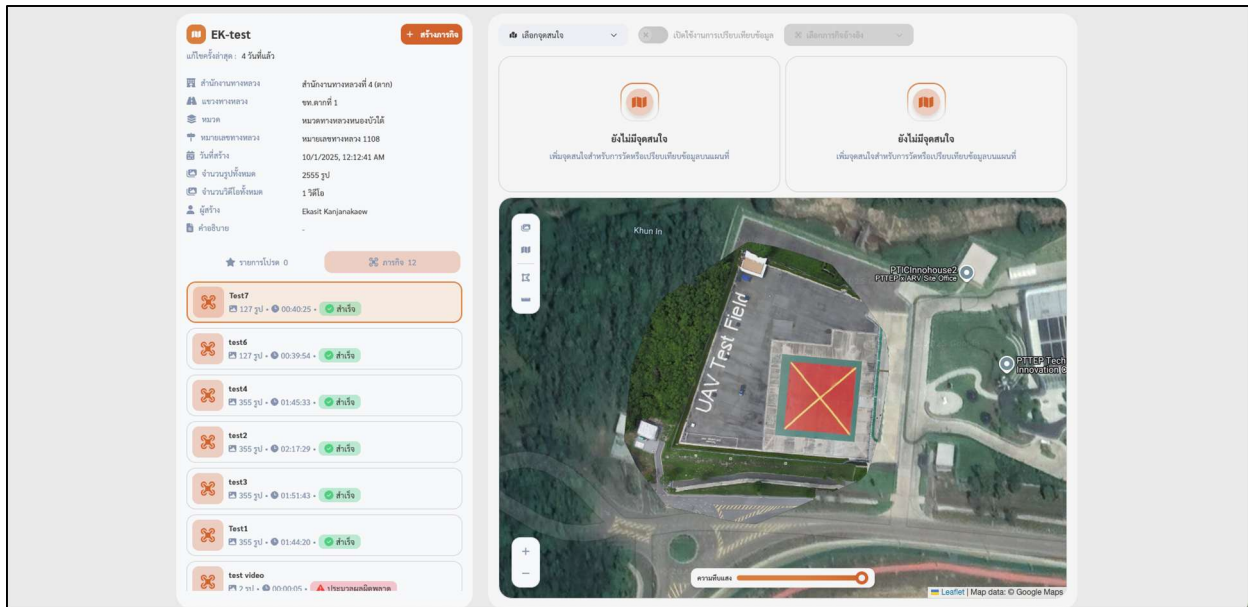 EK-test
+ สร้างภารกิจ
แก้ไขครั้งล่าสุด : 4 วันที่แล้ว
สำนักงานทางหลวง สำนักงานทางหลวงที่ 4 (ตาก)
แขวงทางหลวง ขท.ตากที่ 1
หมวด หมวดทางหลวงหนองบัวใต้
หมายเลขทางหลวง หมายเลขทางหลวง 1108
วันที่สร้าง 10/1/2025, 12:12:41 AM
จำนวนรูปทั้งหมด 2555 รูป
จำนวนวิดีโอทั้งหมด 1 วิดีโอ
ผู้สร้าง Ekasit Kanjanakaew
คำอธิบาย -
รายการโปรด 0
ภารกิจ 12
Test7
127 รูป • 00:40:25 • สำเร็จ
test6
127 รูป • 00:39:54 • สำเร็จ
test4
355 รูป • 01:45:33 • สำเร็จ
test2
355 รูป • 02:17:29 • สำเร็จ
test3
355 รูป • 01:51:43 • สำเร็จ
Test1
355 รูป • 01:44:20 • สำเร็จ
test video
2 รูป • 00:00:05 • ประมวลผลผิดพลาด
เลือกจุดสนใจ
เปิดใช้งานการเปรียบเทียบข้อมูล
เลือกภารกิจอ้างอิง
ยังไม่มีจุดสนใจ
เพิ่มจุดสนใจสำหรับการวัดหรือเปรียบเทียบข้อมูลบนแผนที่
ยังไม่มีจุดสนใจ
เพิ่มจุดสนใจสำหรับการวัดหรือเปรียบเทียบข้อมูลบนแผนที่
Khun In
PTICInnohouse2
PTTEP x ARV Site Office
UAV Test Field
PTTEP Tech
Innovation C
+
−
ความทึบแสง
Leaflet | Map data: © Google Maps